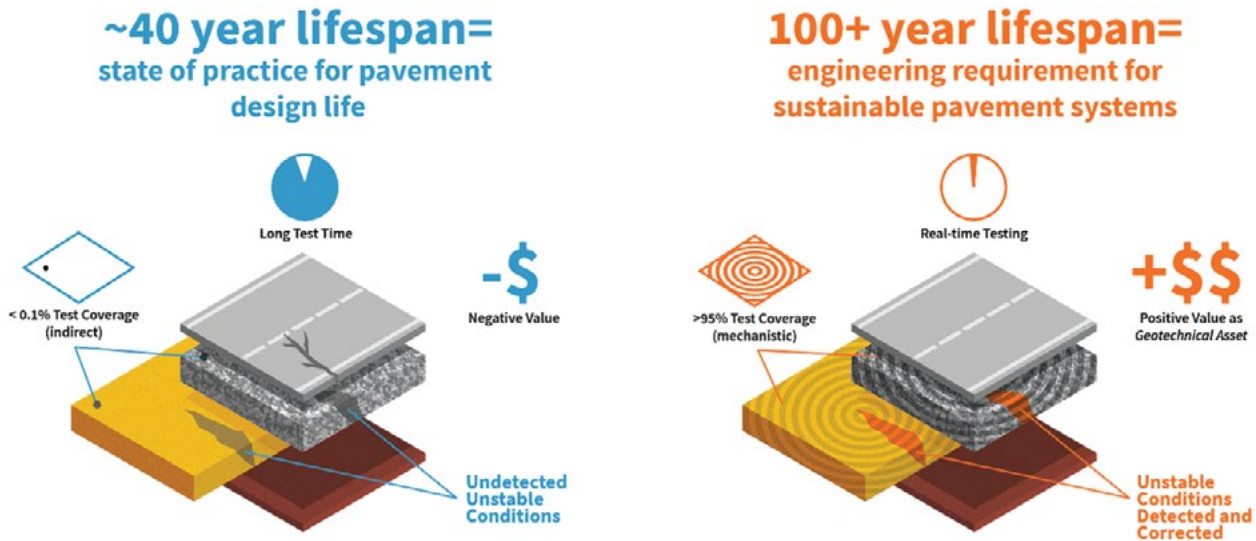 ~40 year lifespan=
state of practice for pavement
design life
Long Test Time
< 0.1% Test Coverage
(indirect)
-$
Negative Value
Undetected
Unstable
Conditions
100+ year lifespan=
engineering requirement for
sustainable pavement systems
Real-time Testing
>95% Test Coverage
(mechanistic)
+$$
Positive Value as
Geotechnical Asset
Unstable
Conditions
Detected and
Corrected